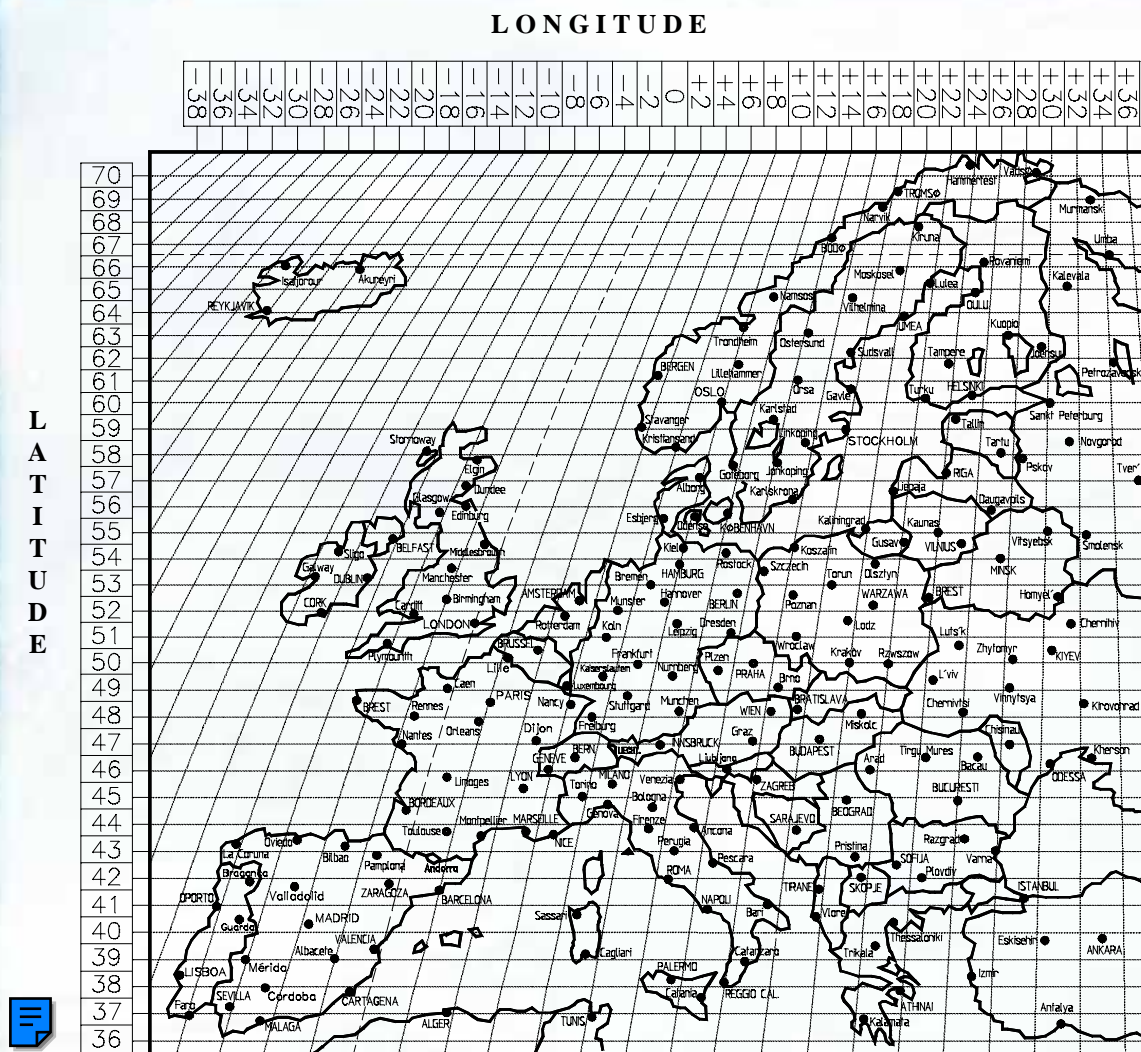 LONGITUDE
-38 -36 -34 -32 -30 -28 -26 -24 -22 -20 -18 -16 -14 -12 -10 -8 -6 -4 -2 0 +2 +4 +6 +8 +10 +12 +14 +16 +18 +20 +22 +24 +26 +28 +30 +32 +34 +36
LATITUDE
70
69
68
67
66
65
64
63
62
61
60
59
58
57
56
55
54
53
52
51
50
49
48
47
46
45
44
43
42
41
40
39
38
37
36
Hammerfest
TROMSØ
Narvik
Murmansk
Kiruna
BODØ
Umba
Akureyri
Moskosel
Rovaniemi
Kalevala
Lulea
REYKJAVIK
Namsos
Vilhelmina
OULU
UMEA
Kuopio
Trondheim
Ostersund
Sudsvall
Tampere
Joensuu
BERGEN
Lillehammer
Petrozavodsk
OSLO
Orsa
Gavle
Turku
HELSINKI
Karlstad
Sankt Peterburg
Stavanger
Kristiansand
Linkoping
STOCKHOLM
Tallin
Tartu
Novgorod
Stornoway
Elgin
Goteborg
Jonkoping
RIGA
Pskov
Tver'
Dundee
Alborg
Karlskrona
Liepaja
Daugavpils
Glasgow
Edinburg
Esbjerg
Odense
KØBENHAVN
Kaliningrad
Kaunas
BELFAST
Middlesbrough
Kiel
Rostock
Koszalin
Gusav
VILNIUS
Vitsyebsk
Smolensk
Sligo
Galway
DUBLIN
Manchester
Bremen
HAMBURG
Szczecin
Torun
Olsztyn
MINSK
CORK
Birmingham
AMSTERDAM
Hannover
BERLIN
Poznan
WARZAWA
BREST
Homyel'
Cardiff
LONDON
Rotterdam
Munster
Leipzig
Dresden
Lodz
Chernihiv
Plymouth
BRUSSEL
Koln
Wroclaw
Luts'k
Lille
Frankfurt
Plzen
Krakov
Rzwszow
Zhytomyr
KIYEV
Caen
PARIS
Kaiserslautern
Luxembourg
Nurnberg
PRAHA
Brno
L'viv
Vinnytsya
BREST
Rennes
Nancy
Stuttgard
Munchen
WIEN
BRATISLAVA
Miskolc
Chernivtsi
Kirovohrad
Orleans
Freiburg
Nantes
Dijon
BERN
INNSBRUCK
Graz
BUDAPEST
Tirgu Mures
Chisinau
Kherson
GENEVE
Ljubljana
Arad
Bacau
ODESSA
Limoges
LYON
Torino
MILANO
Venezia
ZAGREB
BUCURESTI
BORDEAUX
Genova
Bologna
SARAJEVO
BEOGRAD
Toulouse
Montpellier
MARSEILLE
NICE
Firenze
Ancona
La Coruna
Oviedo
Bilbao
Pamplona
Andorra
Perugia
Pescara
Pristina
SOFIJA
Razgrad
Varna
Braganka
Valladolid
ZARAGOZA
BARCELONA
ROMA
TIRANE
SKOPJE
Plovdiv
ISTANBUL
OPORTO
Guarda
MADRID
Sassari
NAPOLI
Bari
Vlore
Thessaloniki
Eskisehir
ANKARA
Albacete
VALENCIA
Cagliari
Catanzaro
Trikala
LISBOA
Mérida
PALERMO
Izmir
Faro
SEVILLA
Cordoba
CARTAGENA
Catania
REGGIO CAL.
ATHINAI
Antalya
MALAGA
ALGER
TUNIS
Kalamata